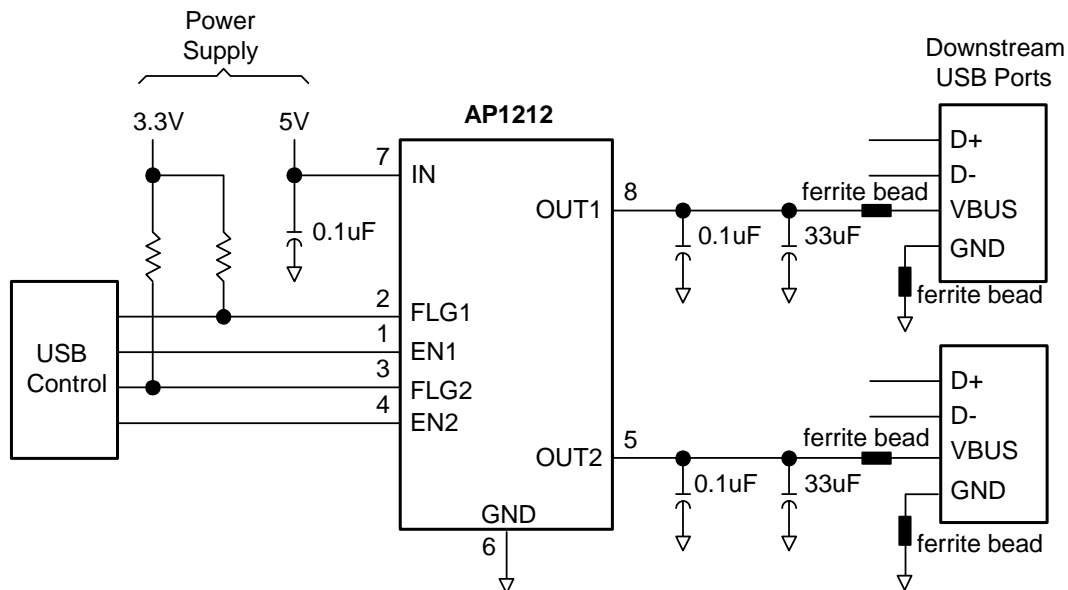 Power
Supply
3.3V
5V
AP1212
Downstream
USB Ports
7
IN
0.1uF
OUT1
8
0.1uF
33uF
ferrite bead
D+
D-
VBUS
GND
ferrite bead
USB
Control
2
FLG1
1
EN1
3
FLG2
4
EN2
OUT2
5
0.1uF
33uF
ferrite bead
D+
D-
VBUS
GND
ferrite bead
GND
6